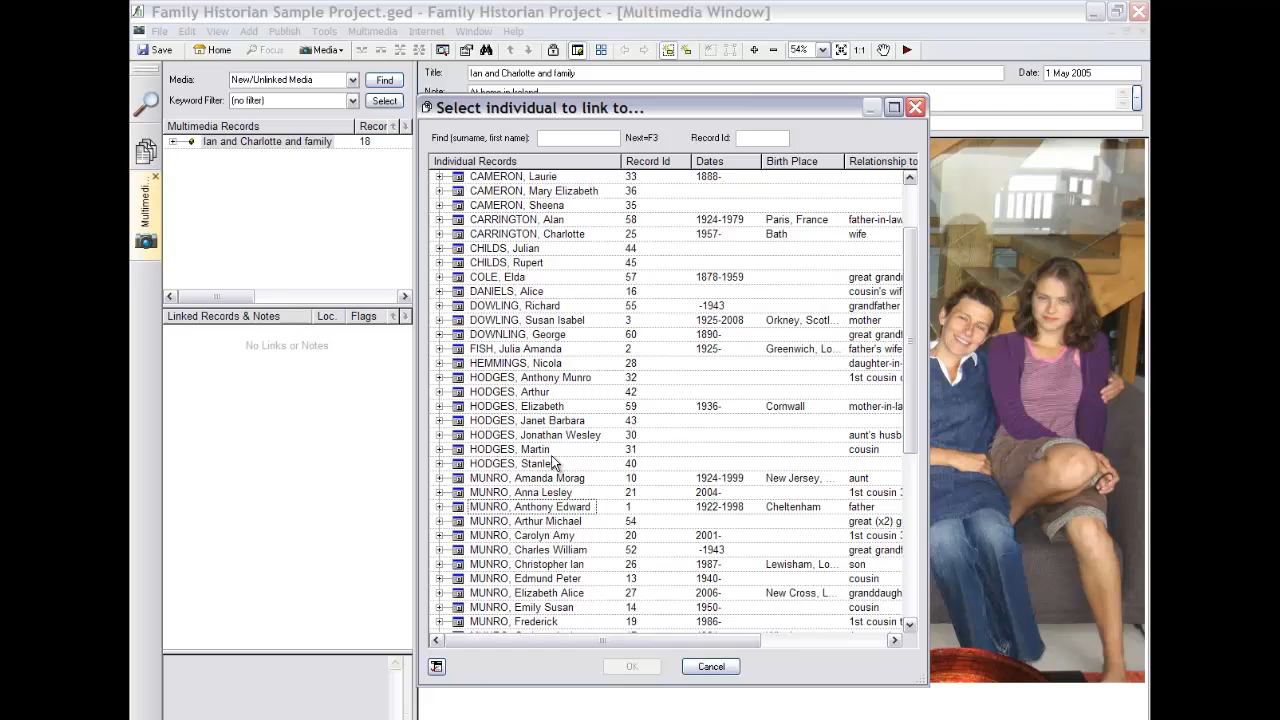 Family Historian Sample Project.ged - Family Historian Project - [Multimedia Window]
File Edit View Add Publish Tools Multimedia Internet Window Help
Save Home Focus Media 54% 1:1
Media: New/Unlinked Media Find
Keyword Filter: (no filter) Select
Multimedia Records Recor
Ian and Charlotte and family 18
Linked Records & Notes Loc. Flags
No Links or Notes
Multimedi...
Title: Ian and Charlotte and family Date: 1 May 2005
Note: At home in Ireland
Select individual to link to...
Find (surname, first name): Next=F3 Record Id:
Individual Records Record Id Dates Birth Place Relationship to
CAMERON, Laurie 33 1888-
CAMERON, Mary Elizabeth 36
CAMERON, Sheena 35
CARRINGTON, Alan 58 1924-1979 Paris, France father-in-law
CARRINGTON, Charlotte 25 1957- Bath wife
CHILDS, Julian 44
CHILDS, Rupert 45
COLE, Elda 57 1878-1959 great grand
DANIELS, Alice 16 cousin's wif
DOWLING, Richard 55 -1943 grandfather
DOWLING, Susan Isabel 3 1925-2008 Orkney, Scotl... mother
DOWNLING, George 60 1890- great grandf
FISH, Julia Amanda 2 1925- Greenwich, Lo... father's wife
HEMMINGS, Nicola 28 daughter-in-
HODGES, Anthony Munro 32 1st cousin
HODGES, Arthur 42
HODGES, Elizabeth 59 1936- Cornwall mother-in-la
HODGES, Janet Barbara 43
HODGES, Jonathan Wesley 30 aunt's husb
HODGES, Martin 31 cousin
HODGES, Stanley 40
MUNRO, Amanda Morag 10 1924-1999 New Jersey, ... aunt
MUNRO, Anna Lesley 21 2004- 1st cousin
MUNRO, Anthony Edward 1 1922-1998 Cheltenham father
MUNRO, Arthur Michael 54 great (x2) g
MUNRO, Carolyn Amy 20 2001- 1st cousin
MUNRO, Charles William 52 -1943 great grandf
MUNRO, Christopher Ian 26 1987- Lewisham, Lo... son
MUNRO, Edmund Peter 13 1940- cousin
MUNRO, Elizabeth Alice 27 2006- New Cross, L... granddaugh
MUNRO, Emily Susan 14 1950- cousin
MUNRO, Frederick 19 1986- 1st cousin
OK Cancel